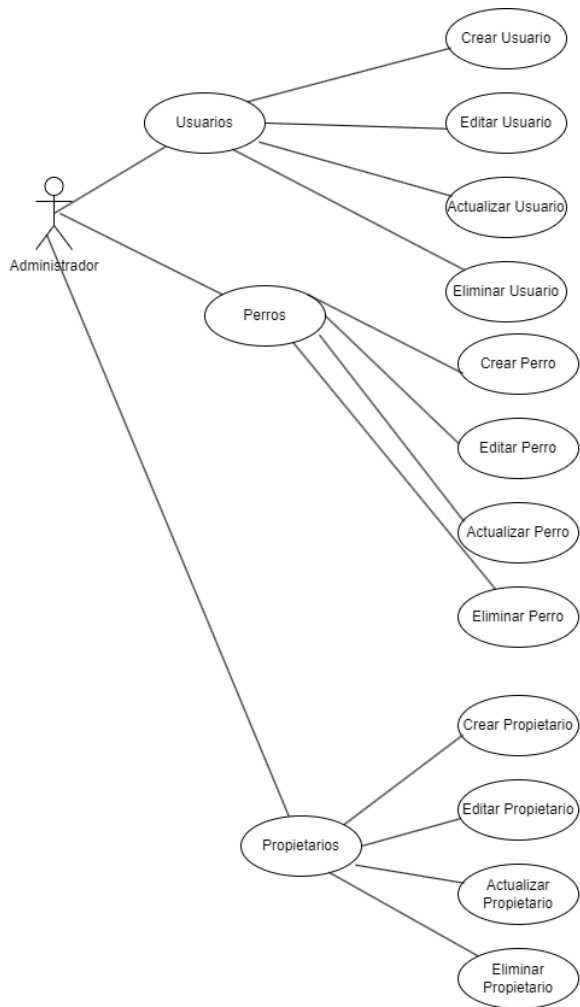 Crear Usuario
Usuarios
Editar Usuario
Actualizar Usuario
Administrador
Eliminar Usuario
Perros
Crear Perro
Editar Perro
Actualizar Perro
Eliminar Perro
Crear Propietario
Editar Propietario
Propietarios
Actualizar
Propietario
Eliminar
Propietario